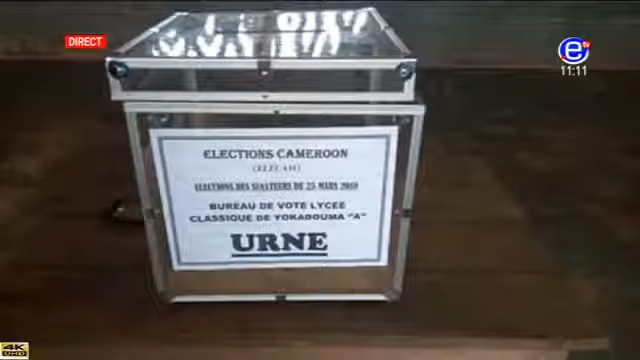 DIRECT
e
11:11
ELECTIONS CAMEROON
(ELECAM)
ELECTIONS DES SENATEURS DU 25 MARS 2018
BUREAU DE VOTE LYCEE
CLASSIQUE DE YOKADOUMA "A"
URNE
4K
UHD